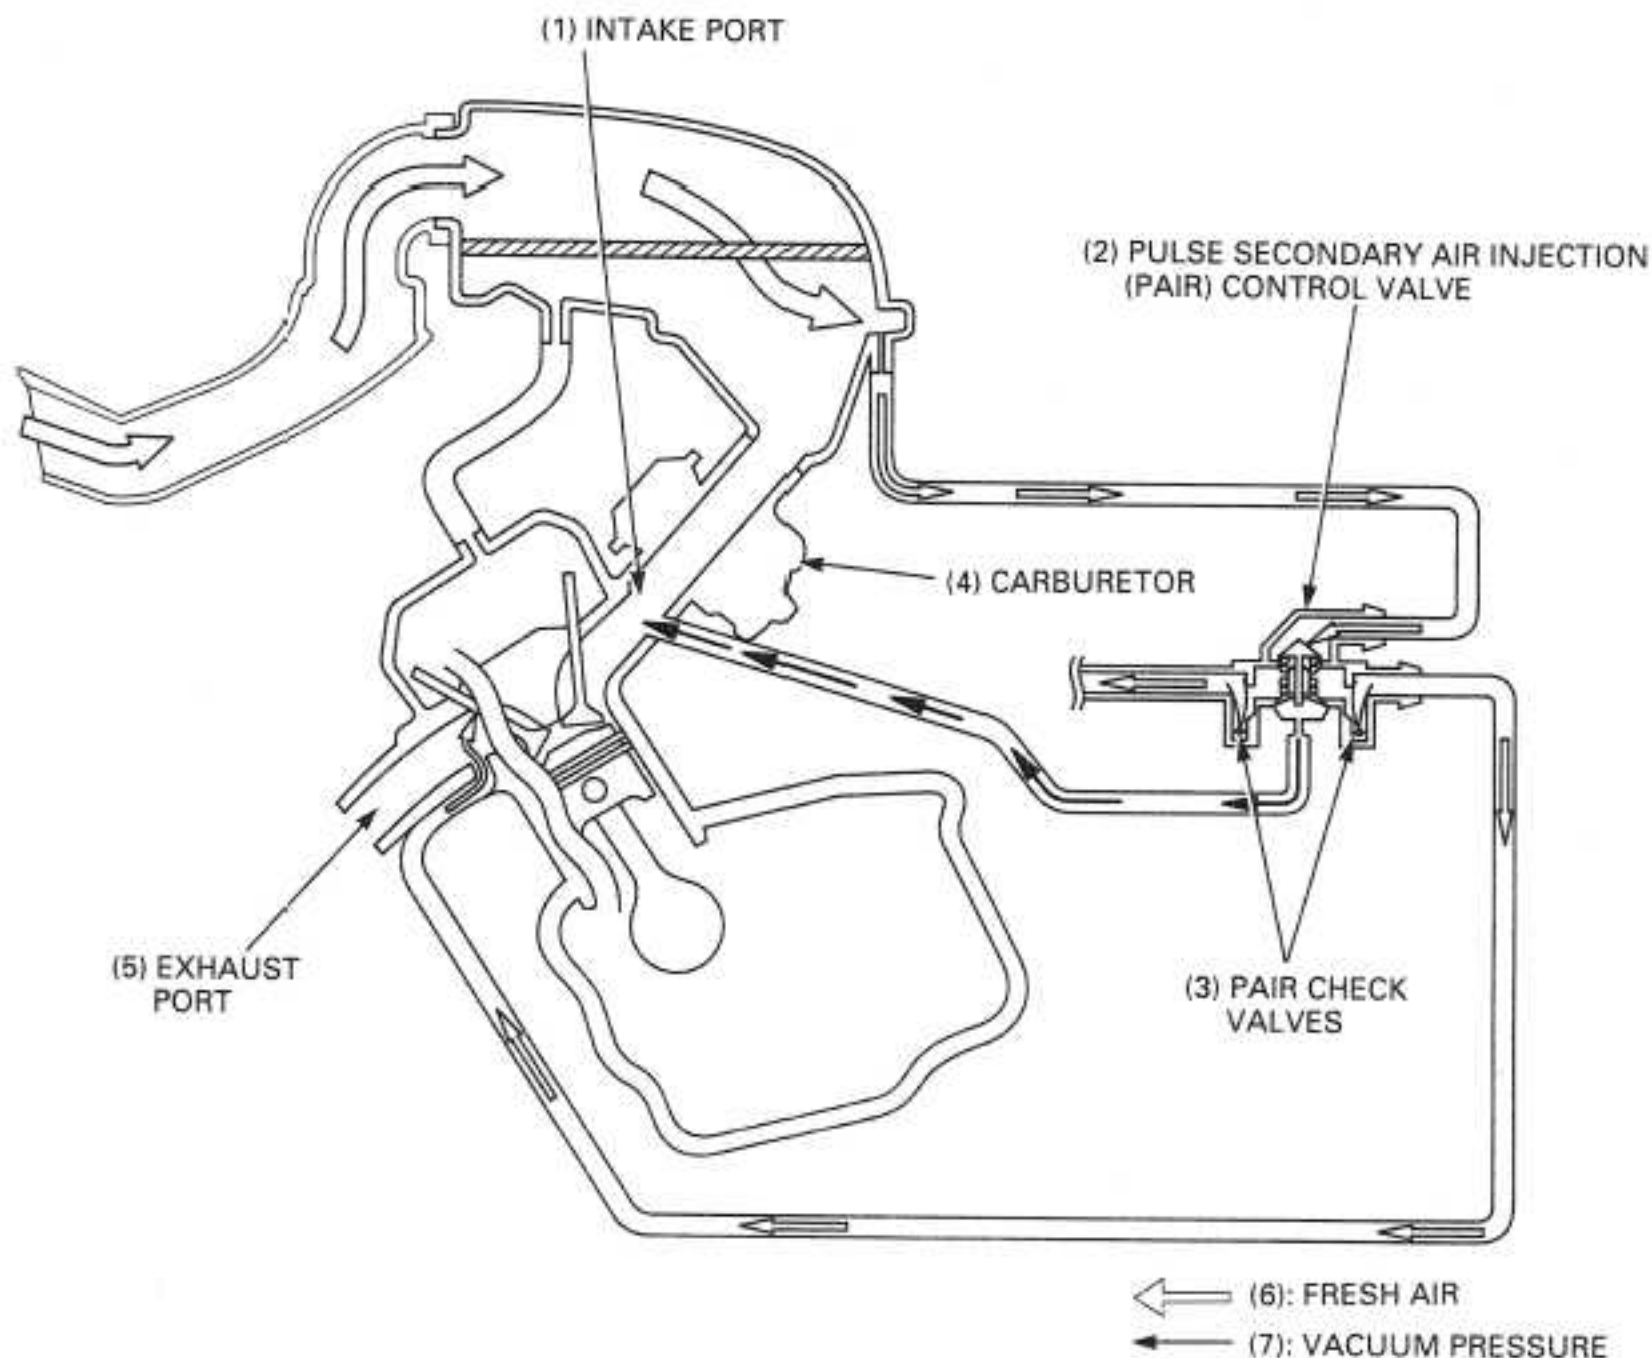 (1) INTAKE PORT
(2) PULSE SECONDARY AIR INJECTION
(PAIR) CONTROL VALVE
(4) CARBURETOR
(5) EXHAUST
PORT
(3) PAIR CHECK
VALVES
(6): FRESH AIR
(7): VACUUM PRESSURE